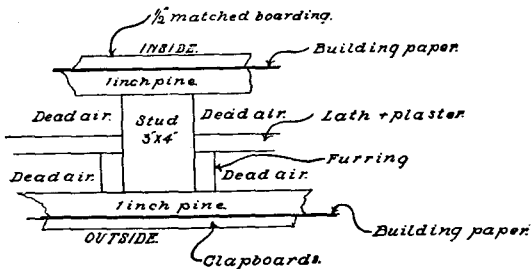 ½" matched boarding.
INSIDE.
Building paper.
1 inch pine.
Dead air.
Stud
3"x4"
Dead air.
Lath + plaster.
Furring
Dead air.
Dead air.
1 inch pine.
Building paper.
OUTSIDE.
Clapboards.